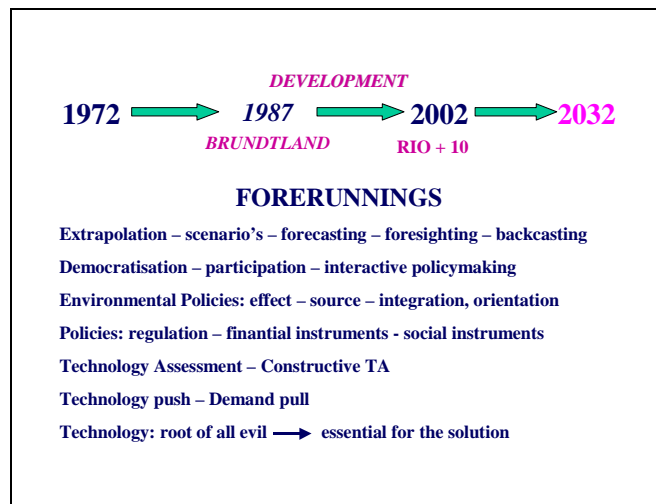 DEVELOPMENT
1972 1987 2002 2032
BRUNDTLAND RIO + 10
FORERUNNINGS
Extrapolation – scenario's – forecasting – foresighting – backcasting
Democratisation – participation – interactive policymaking
Environmental Policies: effect – source – integration, orientation
Policies: regulation – finantial instruments - social instruments
Technology Assessment – Constructive TA
Technology push – Demand pull
Technology: root of all evil essential for the solution